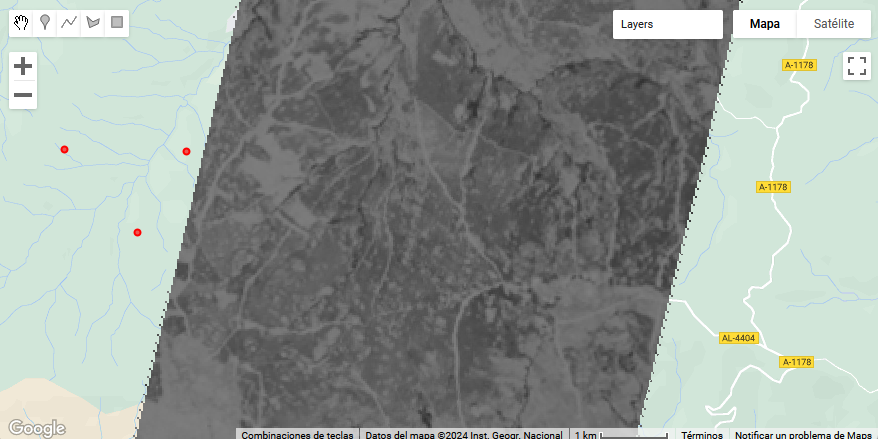 Layers
Mapa
Satélite
A-1178
A-1178
AL-4404
A-1178
Google
Combinaciones de teclas
Datos del mapa ©2024 Inst. Geogr. Nacional
1 km
Términos
Notificar un problema de Maps